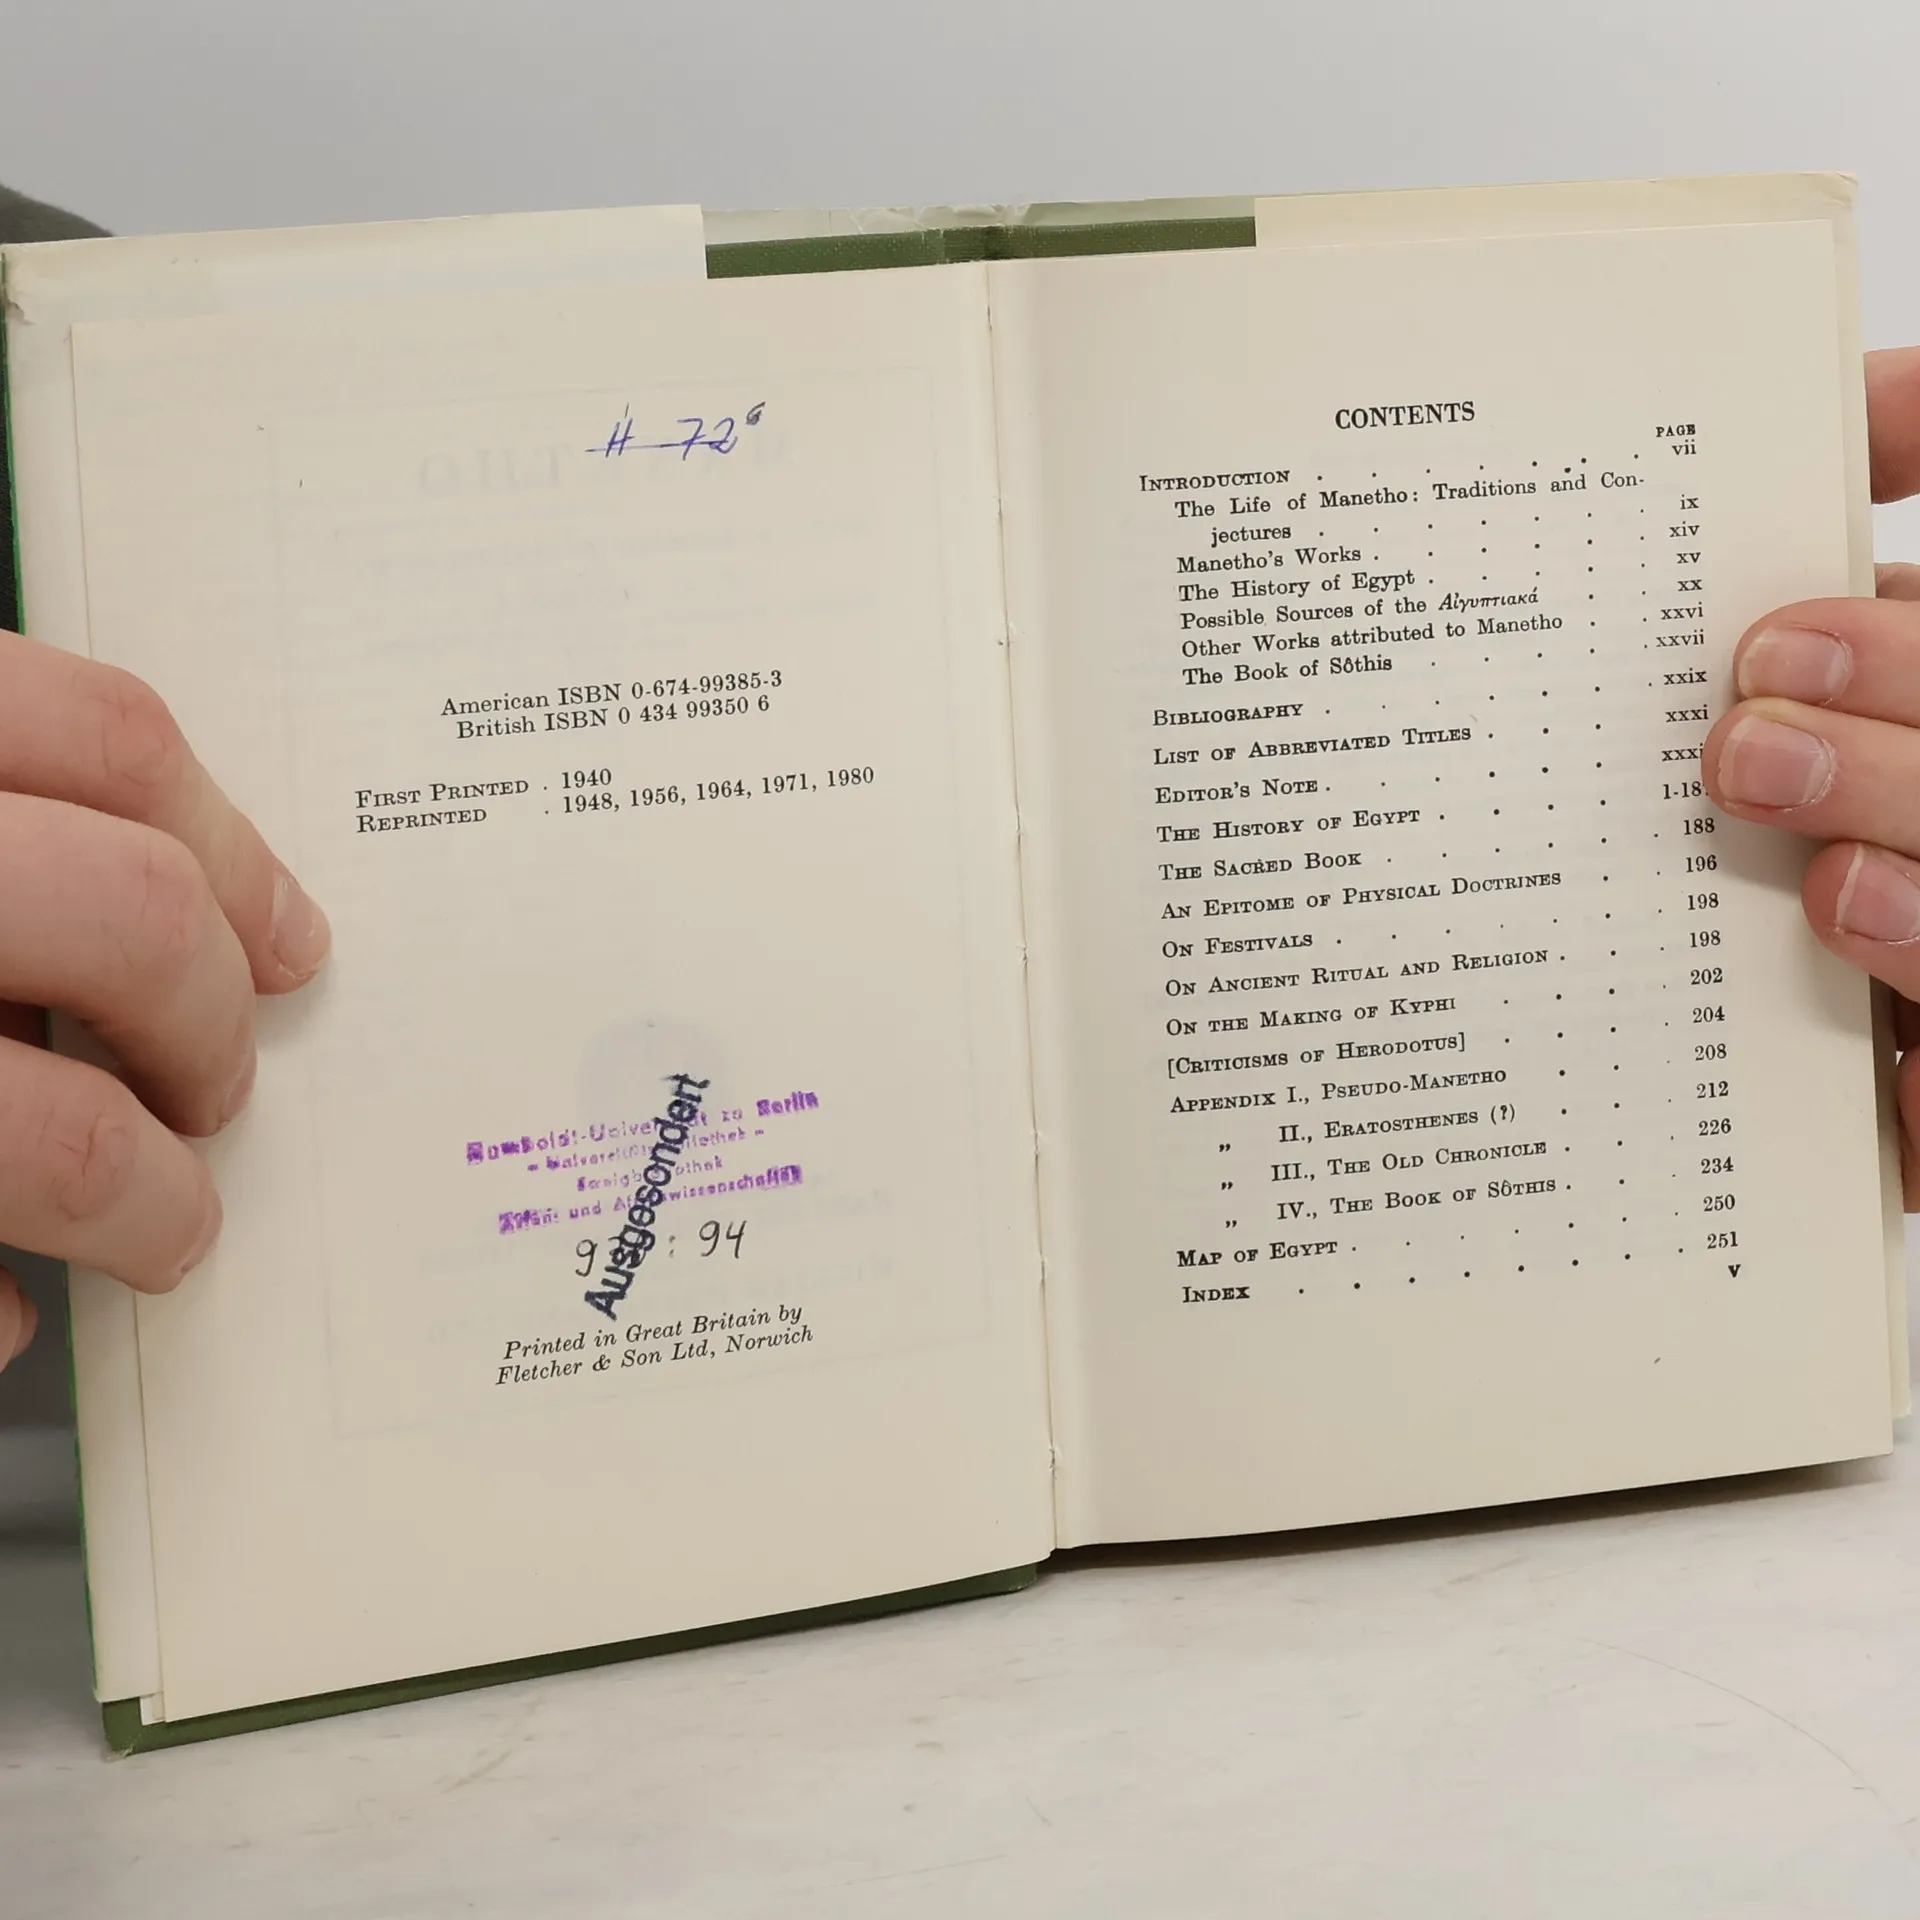 H 72⁶
American ISBN 0-674-99385-3
British ISBN 0 434 99350 6
FIRST PRINTED . 1940
REPRINTED . 1948, 1956, 1964, 1971, 1980
zu Berlin
und
Ausgesondert
: 94
Printed in Great Britain by
Fletcher & Son Ltd, Norwich
CONTENTS
PAGE
INTRODUCTION . . . . . . . vii
The Life of Manetho: Traditions and Con-
jectures . . . . . . . ix
Manetho's Works . . . . . . xiv
The History of Egypt . . . . . xv
Possible Sources of the Αἰγυπτιακά . . xx
Other Works attributed to Manetho . . xxvi
The Book of Sôthis . . . . . xxvii
BIBLIOGRAPHY . . . . . . . xxix
LIST OF ABBREVIATED TITLES . . . xxxi
EDITOR'S NOTE . . . . . .
THE HISTORY OF EGYPT . . . .
THE SACRED BOOK . . . . . . 188
AN EPITOME OF PHYSICAL DOCTRINES . . 196
ON FESTIVALS . . . . . . . 198
ON ANCIENT RITUAL AND RELIGION . . . 198
ON THE MAKING OF KYPHI . . . . 202
[CRITICISMS OF HERODOTUS] . . . . 204
APPENDIX I., PSEUDO-MANETHO . . . 208
„ II., ERATOSTHENES (?) . . . 212
„ III., THE OLD CHRONICLE . . . 226
„ IV., THE BOOK OF SÔTHIS . . . 234
MAP OF EGYPT . . . . . . . 250
INDEX . . . . . . . . 251
v